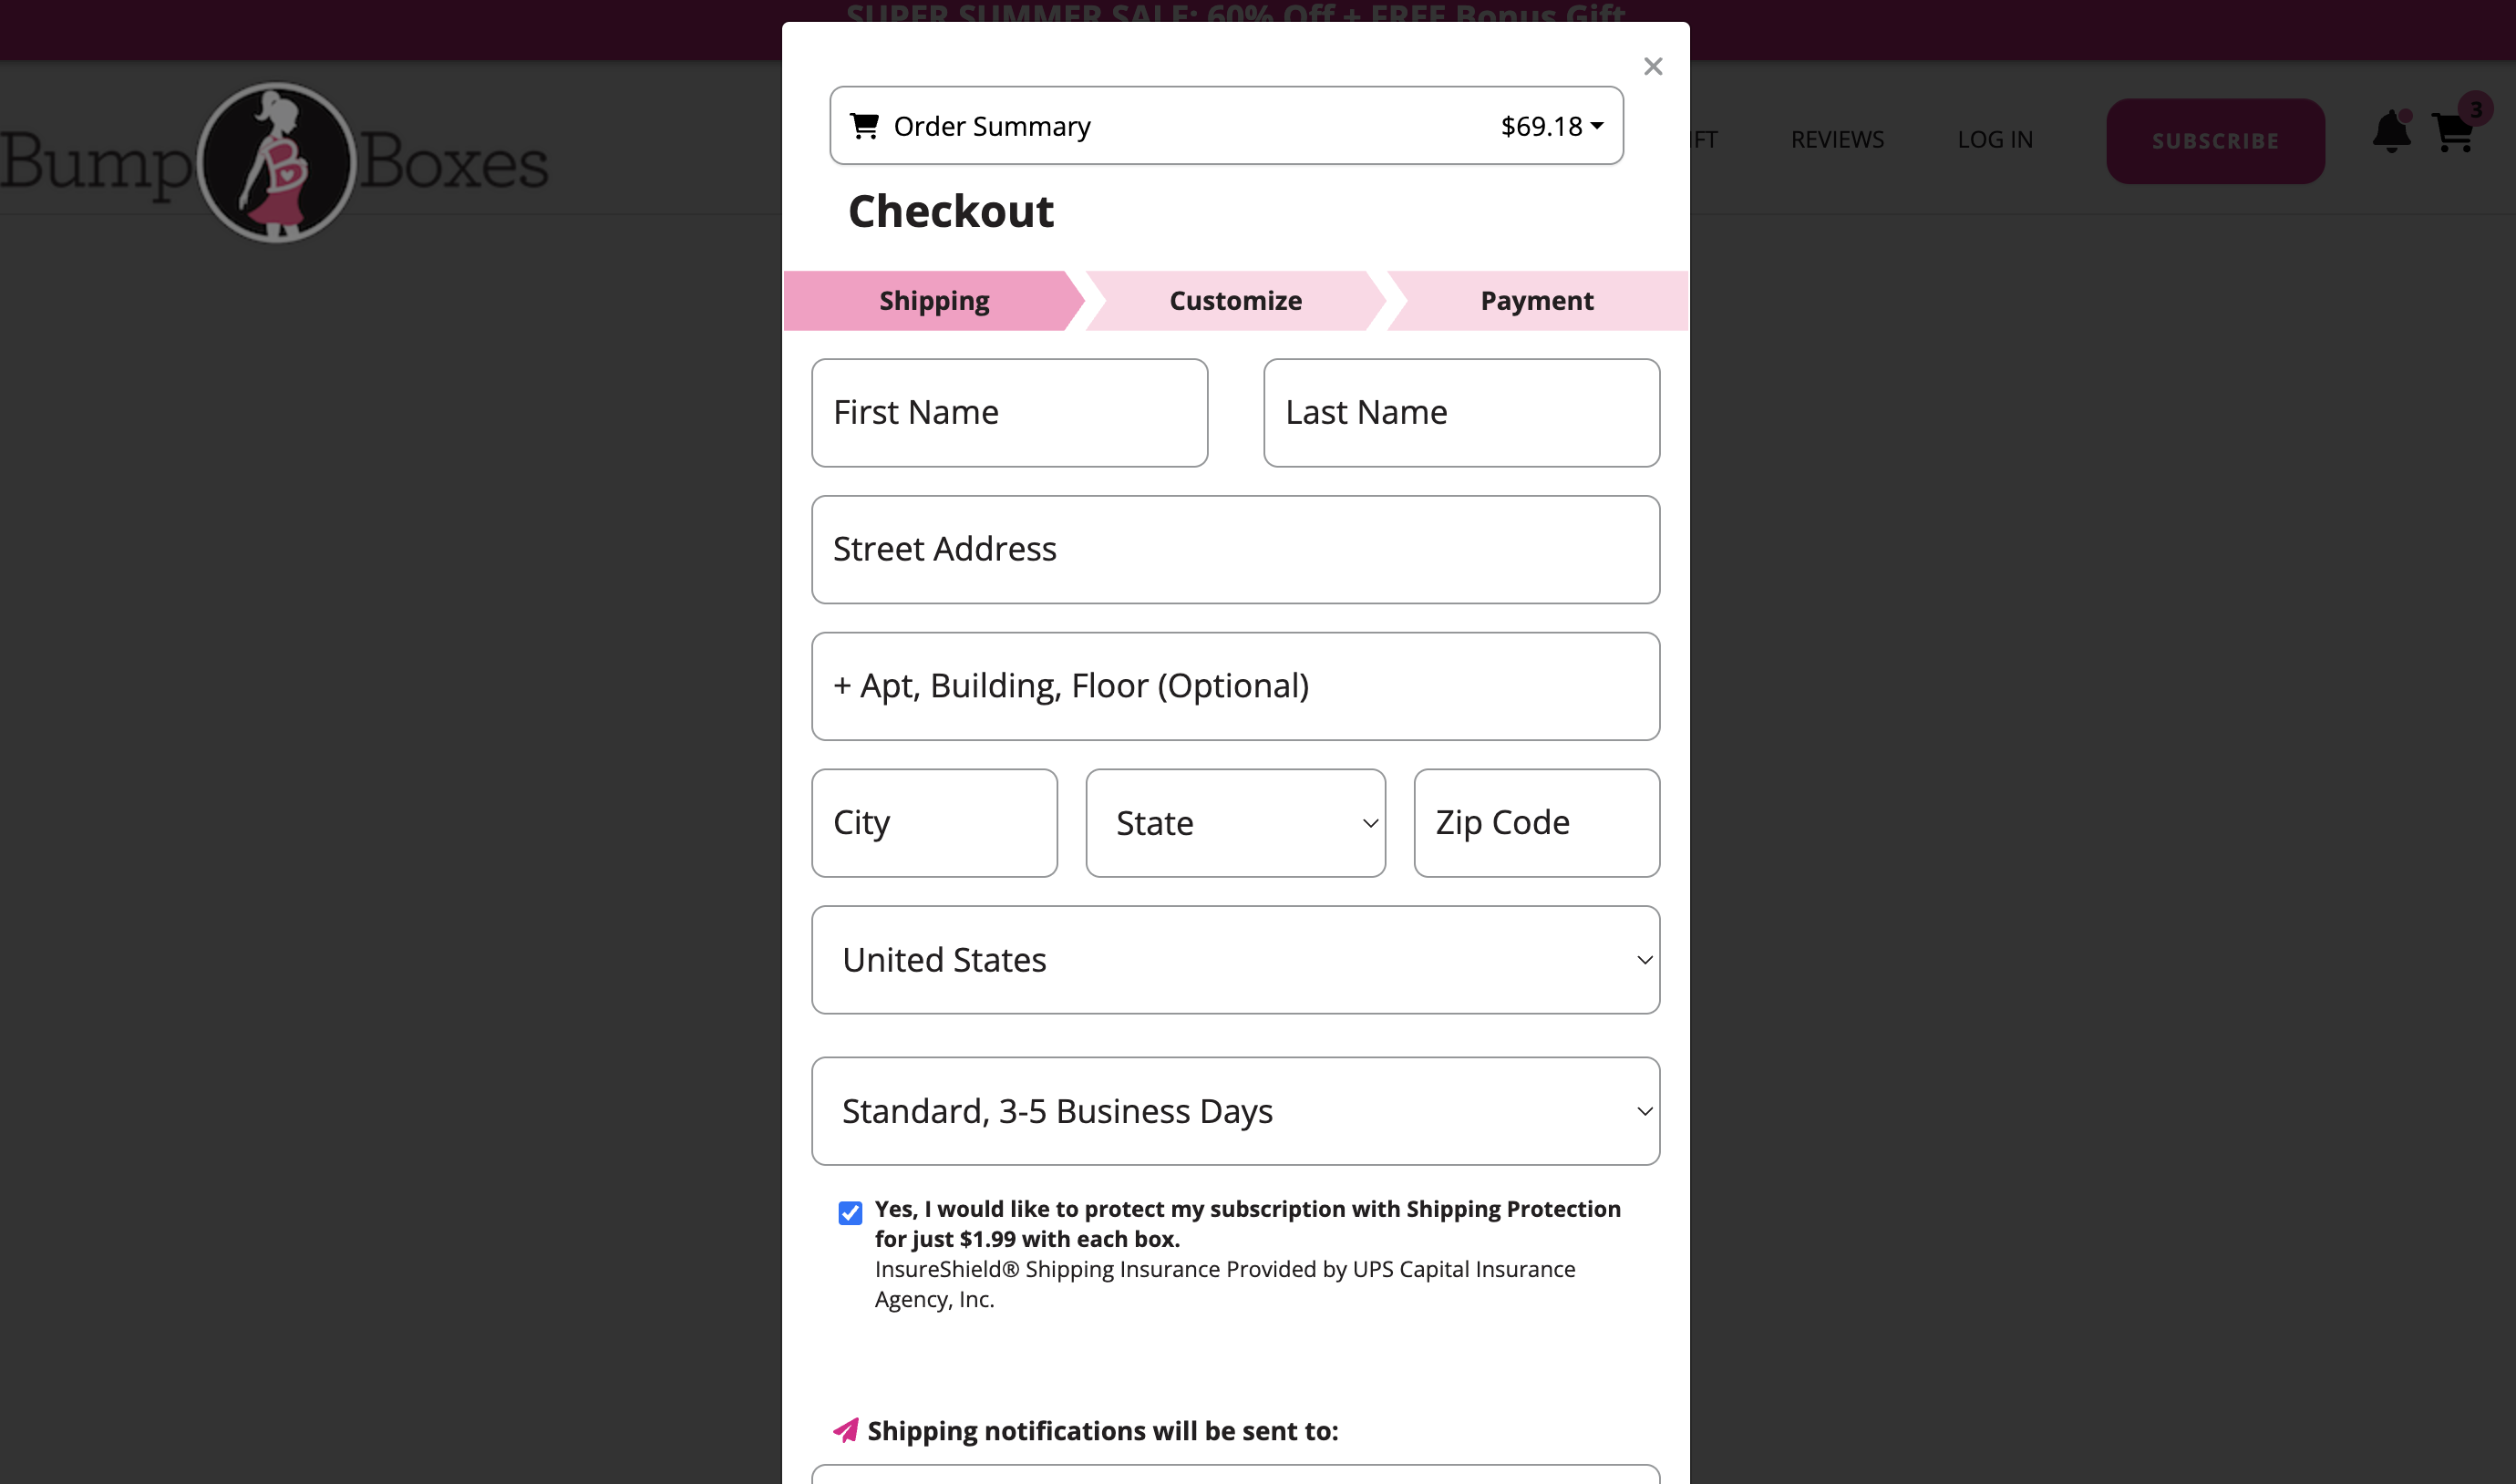 SUPER SUMMER SALE: 60% Off + FREE Bonus Gift
Bump Boxes
IFT
REVIEWS
LOG IN
SUBSCRIBE
3
Order Summary
$69.18
Checkout
Shipping
Customize
Payment
First Name
Last Name
Street Address
+ Apt, Building, Floor (Optional)
City
State
Zip Code
United States
Standard, 3-5 Business Days
Yes, I would like to protect my subscription with Shipping Protection
for just $1.99 with each box.
InsureShield® Shipping Insurance Provided by UPS Capital Insurance
Agency, Inc.
Shipping notifications will be sent to: